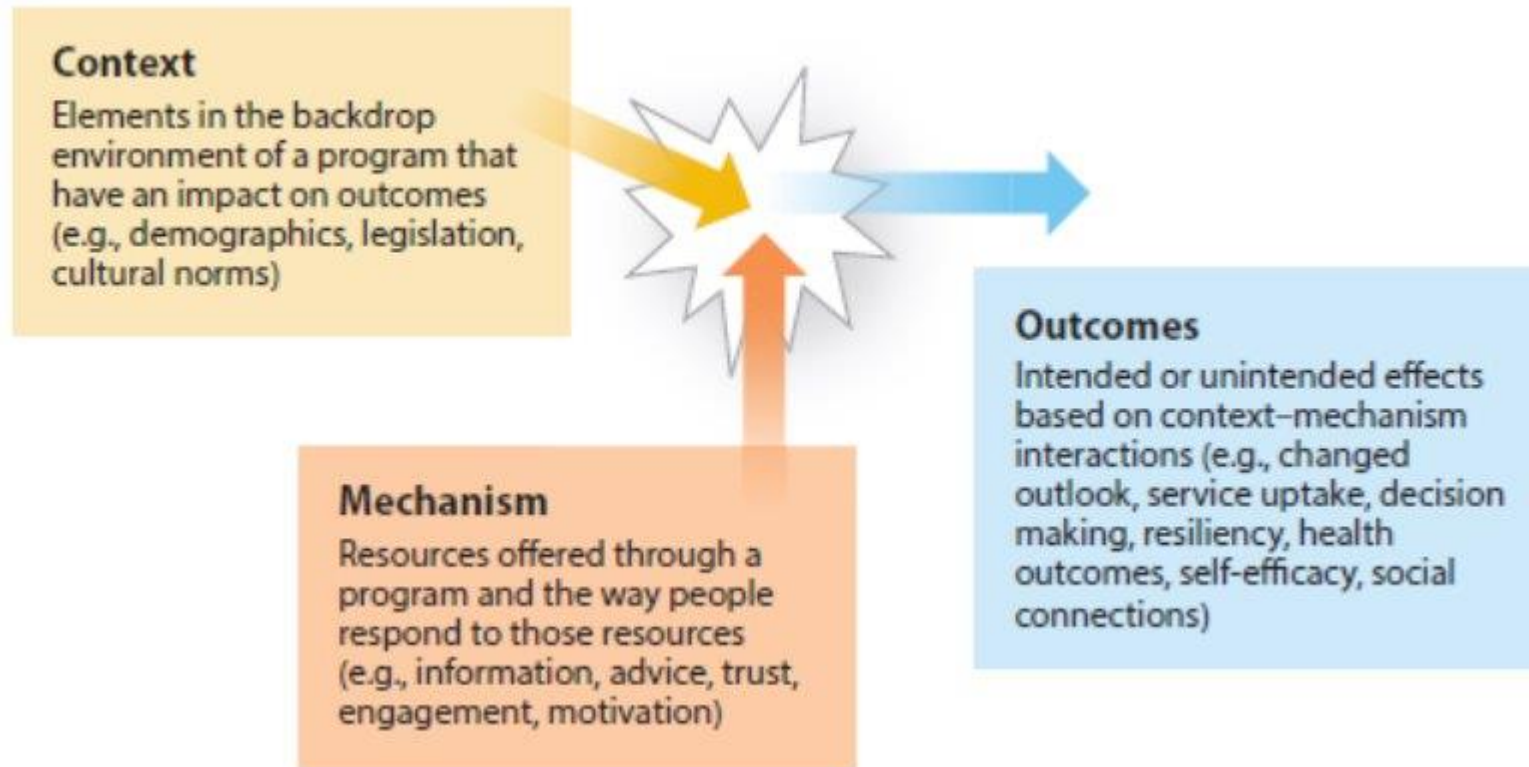 Context
Elements in the backdrop
environment of a program that
have an impact on outcomes
(e.g., demographics, legislation,
cultural norms)
Mechanism
Resources offered through a
program and the way people
respond to those resources
(e.g., information, advice, trust,
engagement, motivation)
Outcomes
Intended or unintended effects
based on context–mechanism
interactions (e.g., changed
outlook, service uptake, decision
making, resiliency, health
outcomes, self-efficacy, social
connections)